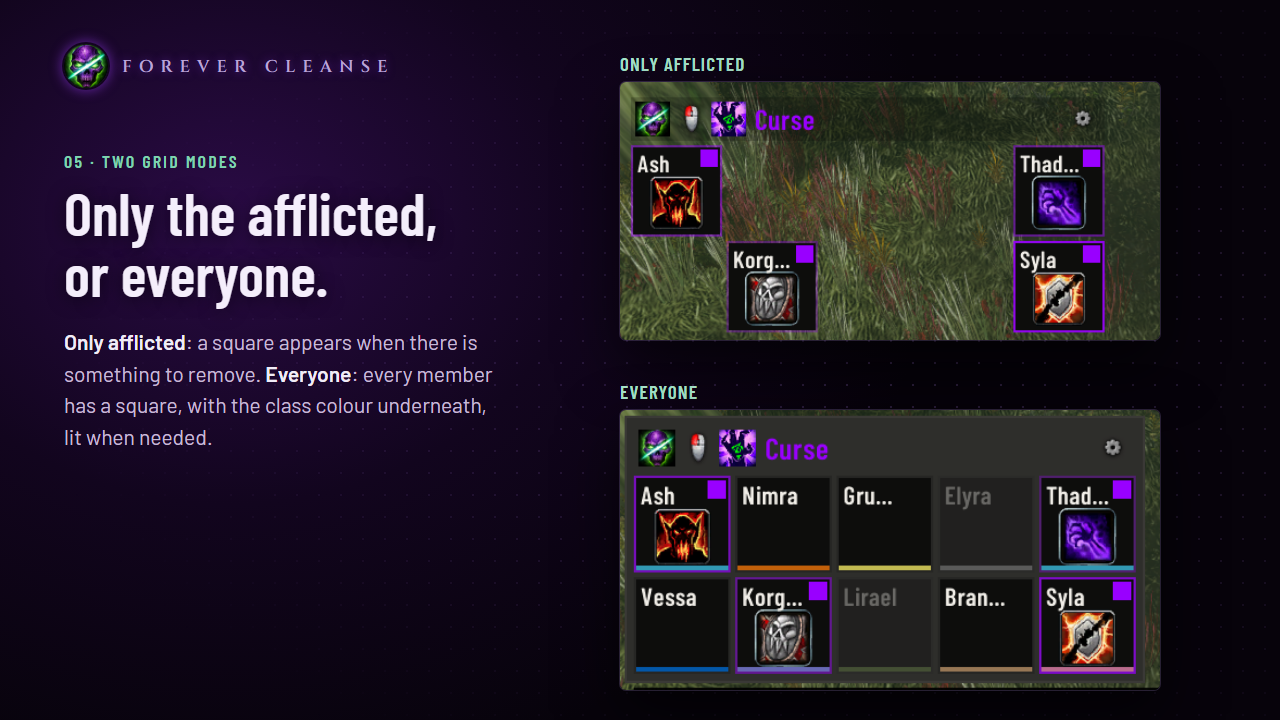 FOREVER CLEANSE
05 · TWO GRID MODES
Only the afflicted,
or everyone.
Only afflicted: a square appears when there is
something to remove. Everyone: every member
has a square, with the class colour underneath,
lit when needed.
ONLY AFFLICTED
Curse
Ash
Thad...
Korg...
Syla
EVERYONE
Curse
Ash
Nimra
Gru...
Elyra
Thad...
Vessa
Korg...
Lirael
Bran...
Syla